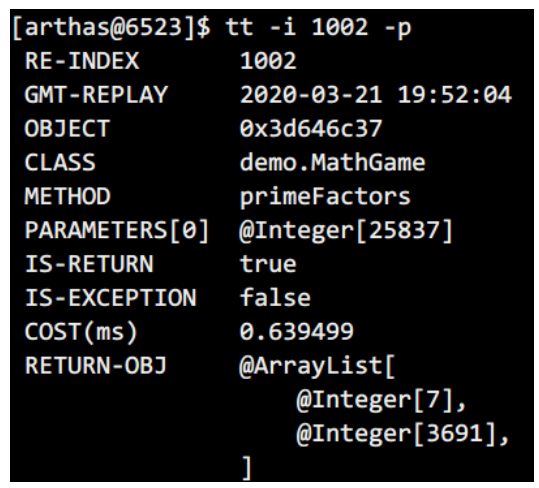 [arthas@6523]$ tt -i 1002 -p
RE-INDEX 1002
GMT-REPLAY 2020-03-21 19:52:04
OBJECT 0x3d646c37
CLASS demo.MathGame
METHOD primeFactors
PARAMETERS[0] @Integer[25837]
IS-RETURN true
IS-EXCEPTION false
COST(ms) 0.639499
RETURN-OBJ @ArrayList[
@Integer[7],
@Integer[3691],
]